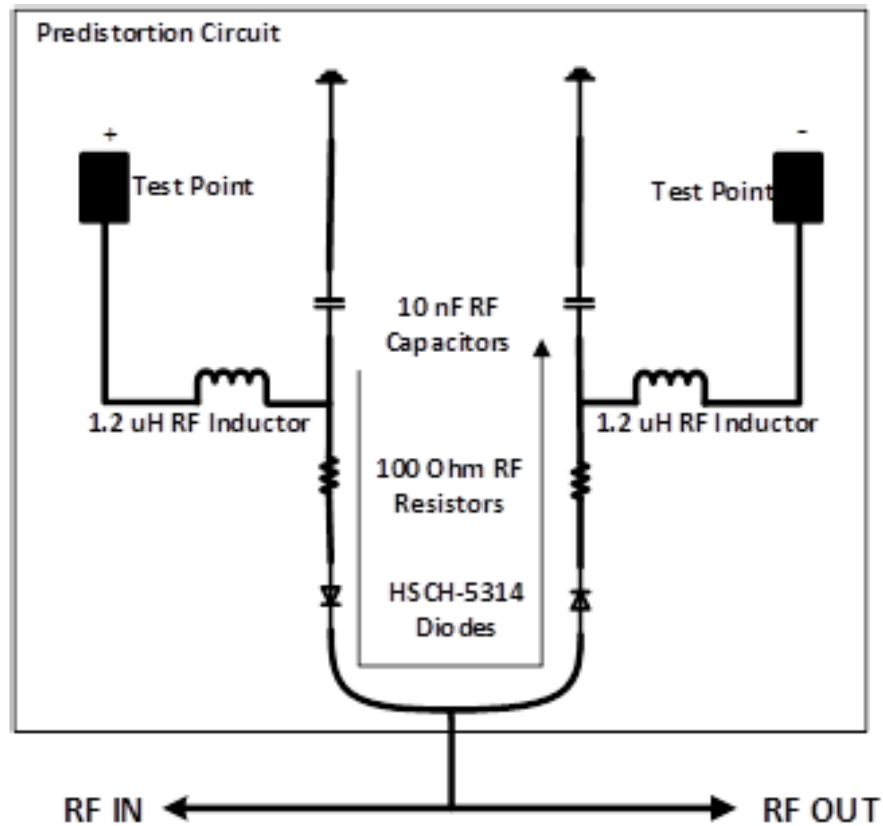 Predistortion Circuit
+
-
Test Point
Test Point
10 nF RF
Capacitors
1.2 uH RF Inductor
1.2 uH RF Inductor
100 Ohm RF
Resistors
HSCH-5314
Diodes
RF IN
RF OUT